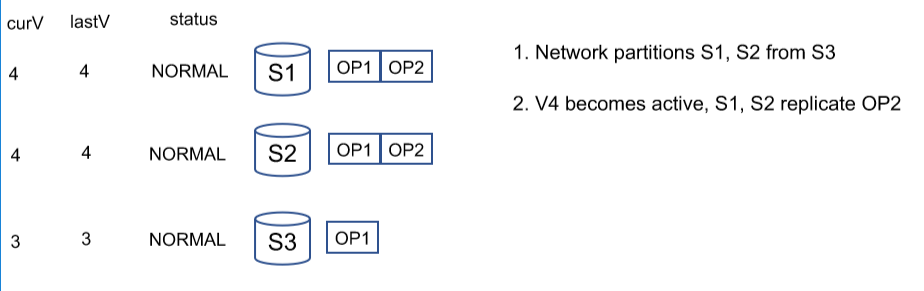 curV lastV status
4 4 NORMAL S1 OP1 OP2
1. Network partitions S1, S2 from S3
2. V4 becomes active, S1, S2 replicate OP2
4 4 NORMAL S2 OP1 OP2
3 3 NORMAL S3 OP1